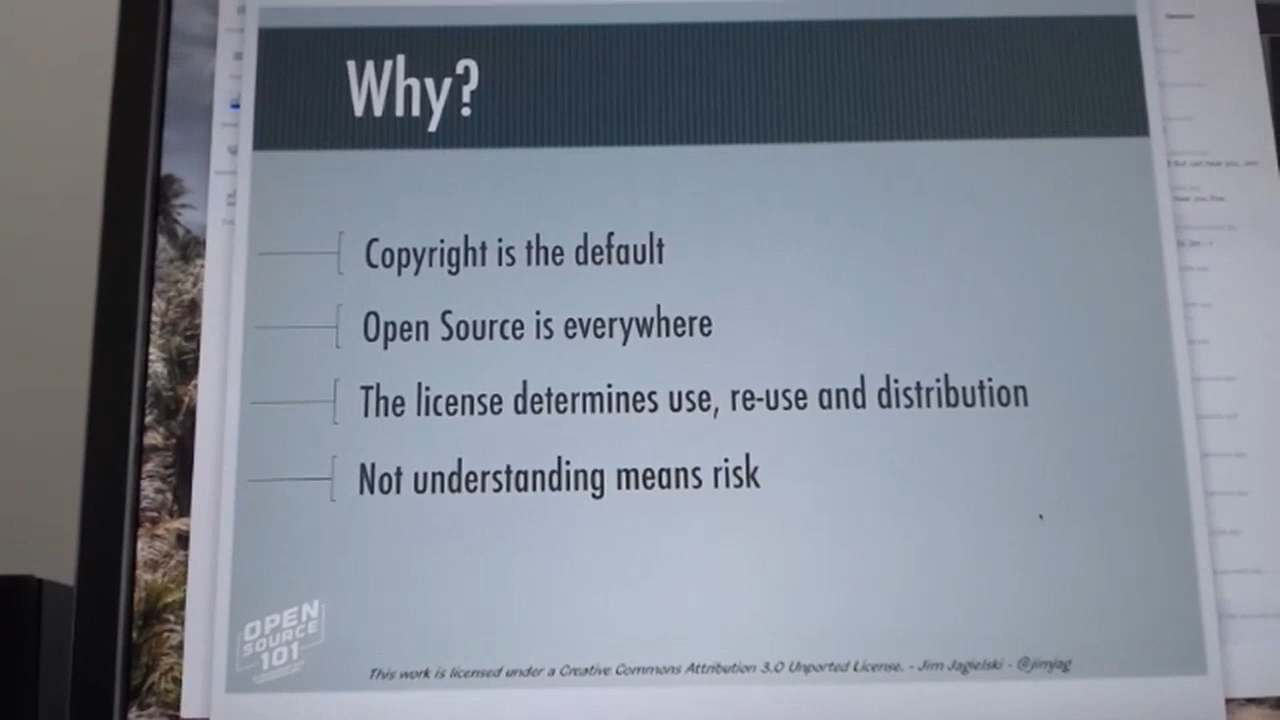 Why?
Copyright is the default
Open Source is everywhere
The license determines use, re-use and distribution
Not understanding means risk
OPEN
SOURCE
101
This work is licensed under a Creative Commons Attribution 3.0 Unported License. - Jim Jagielski - @jimjag